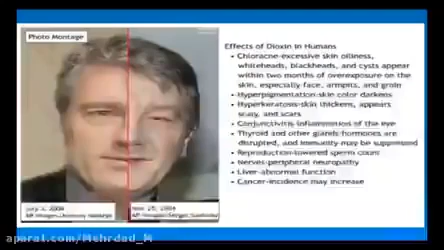 Photo Montage
Effects of Dioxin in Humans
• Chloracne-excessive skin oiliness,
whiteheads, blackheads, and cysts appear
within two months of overexposure on the
skin, especially face, armpits, and groin
• Hyperpigmentation-skin color darkens
• Hyperkeratosis-skin thickens, appears
scaly, and scars
• Conjunctivitis-inflammation of the eye
• Thyroid and other glands-hormones are
disrupted, and immunity may be suppressed
• Reproduction-lowered sperm count
• Nerves-peripheral neuropathy
• Liver-abnormal function
• Cancer-incidence may increase
aparat.com/Mehrdad_M